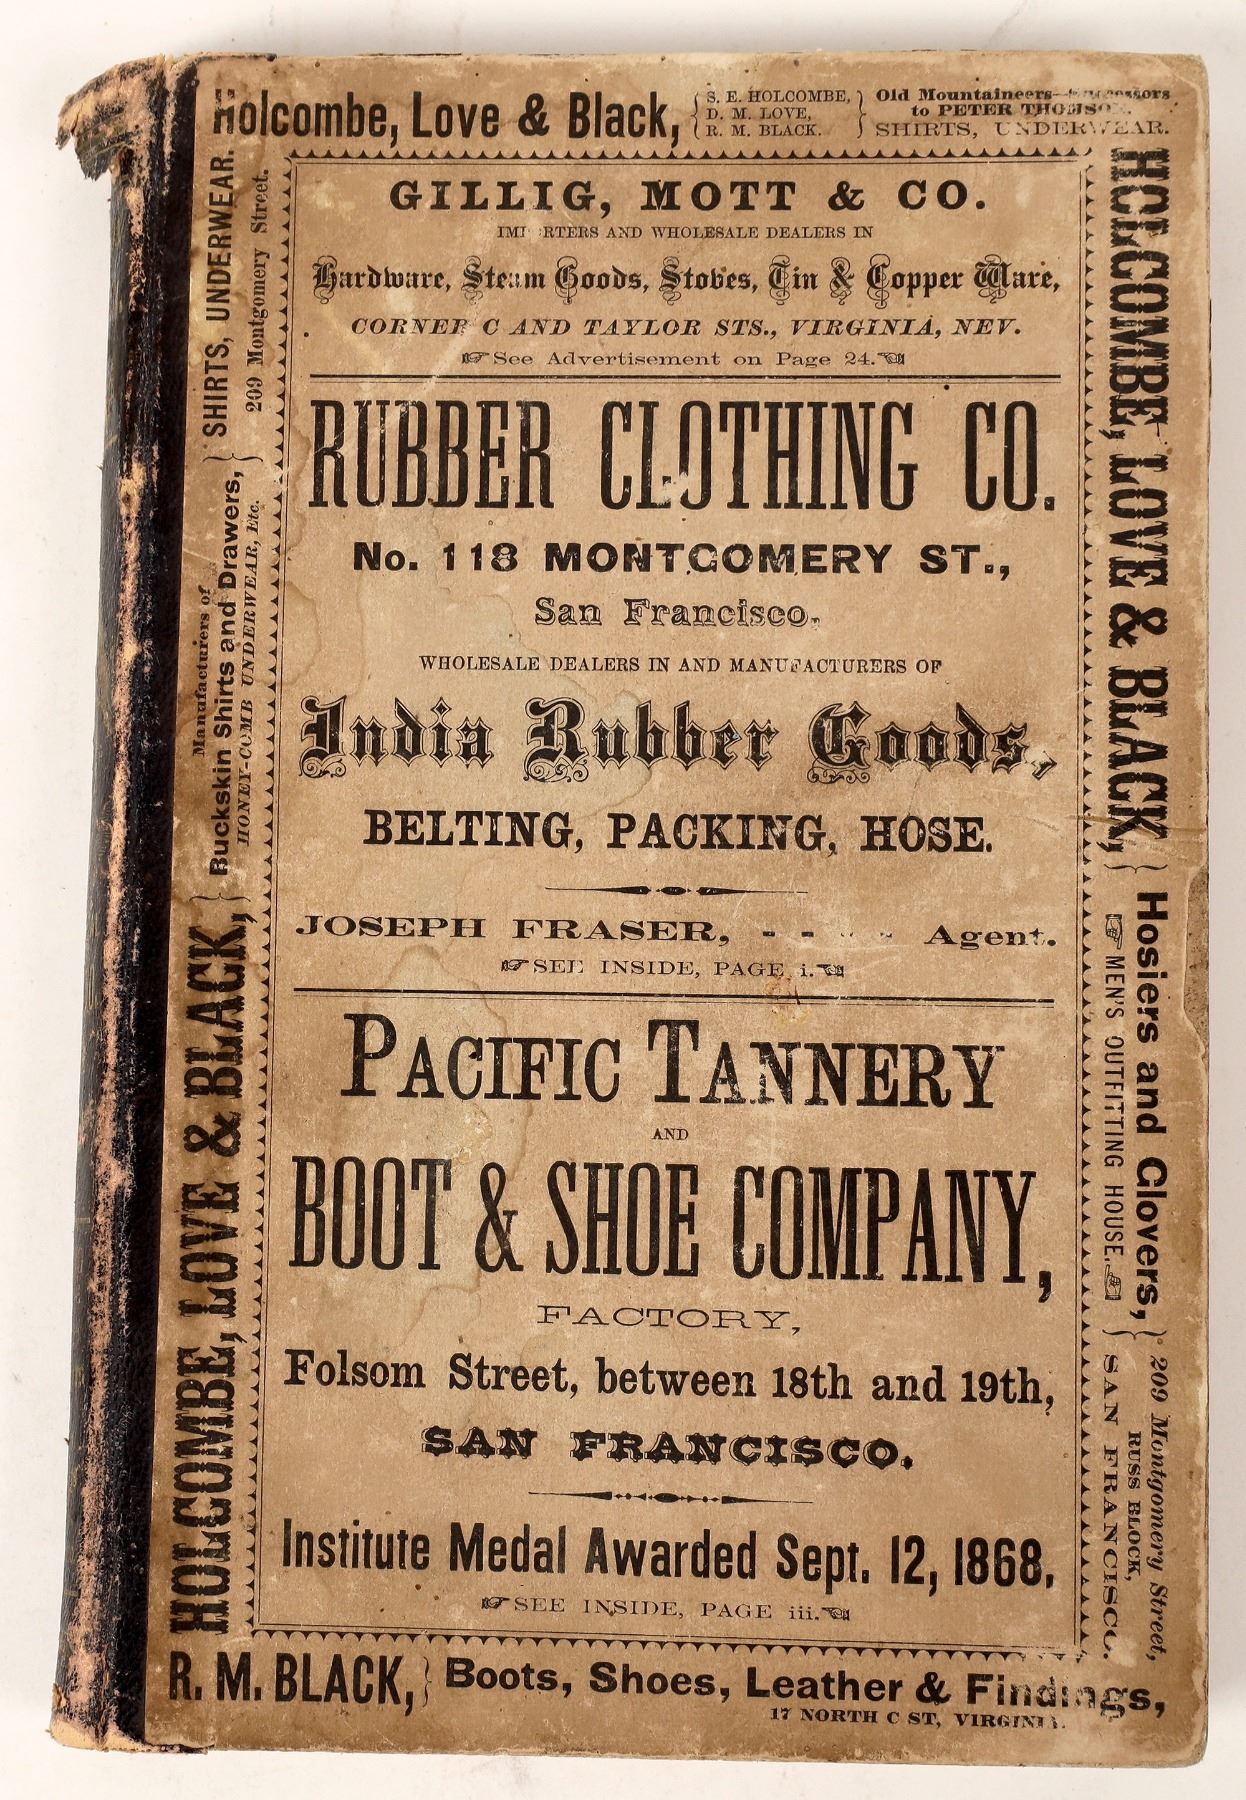 Holcombe, Love & Black,
S. E. HOLCOMBE,
D. M. LOVE,
R. M. BLACK.
Old Mountaineers—Successors
to PETER THOMSON.
SHIRTS, UNDERWEAR.
GILLIG, MOTT & CO.
IMPORTERS AND WHOLESALE DEALERS IN
Hardware, Steam Goods, Stoves, Tin & Copper Ware,
CORNER C AND TAYLOR STS., VIRGINIA, NEV.
☞See Advertisement on Page 24.☜
RUBBER CLOTHING CO.
No. 118 MONTGOMERY ST.,
San Francisco,
WHOLESALE DEALERS IN AND MANUFACTURERS OF
India Rubber Goods,
BELTING, PACKING, HOSE.
JOSEPH FRASER, - - - - Agent.
☞SEE INSIDE, PAGE i.☜
PACIFIC TANNERY
AND
BOOT & SHOE COMPANY,
FACTORY,
Folsom Street, between 18th and 19th,
SAN FRANCISCO.
Institute Medal Awarded Sept. 12, 1868,
☞SEE INSIDE, PAGE iii.☜
HOLCOMBE, LOVE & BLACK,
Hosiers and Glovers,
☞MEN'S OUTFITTING HOUSE.☜
209 Montgomery Street,
RUSS BLOCK,
SAN FRANCISCO.
R. M. BLACK,
Boots, Shoes, Leather & Findings,
17 NORTH C ST, VIRGINIA.
HOLCOMBE, LOVE & BLACK,
Manufacturers of
Buckskin Shirts and Drawers,
HONEY-COMB UNDERWEAR, Etc.
SHIRTS, UNDERWEAR.
209 Montgomery Street.